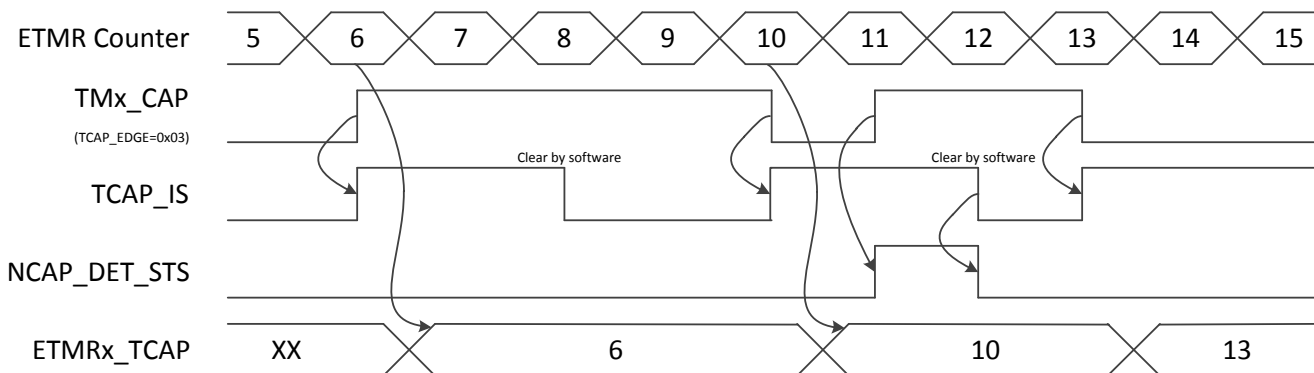 ETMR Counter 5 6 7 8 9 10 11 12 13 14 15
TMx_CAP
(TCAP_EDGE=0x03)
Clear by software Clear by software
TCAP_IS
NCAP_DET_STS
ETMRx_TCAP XX 6 10 13